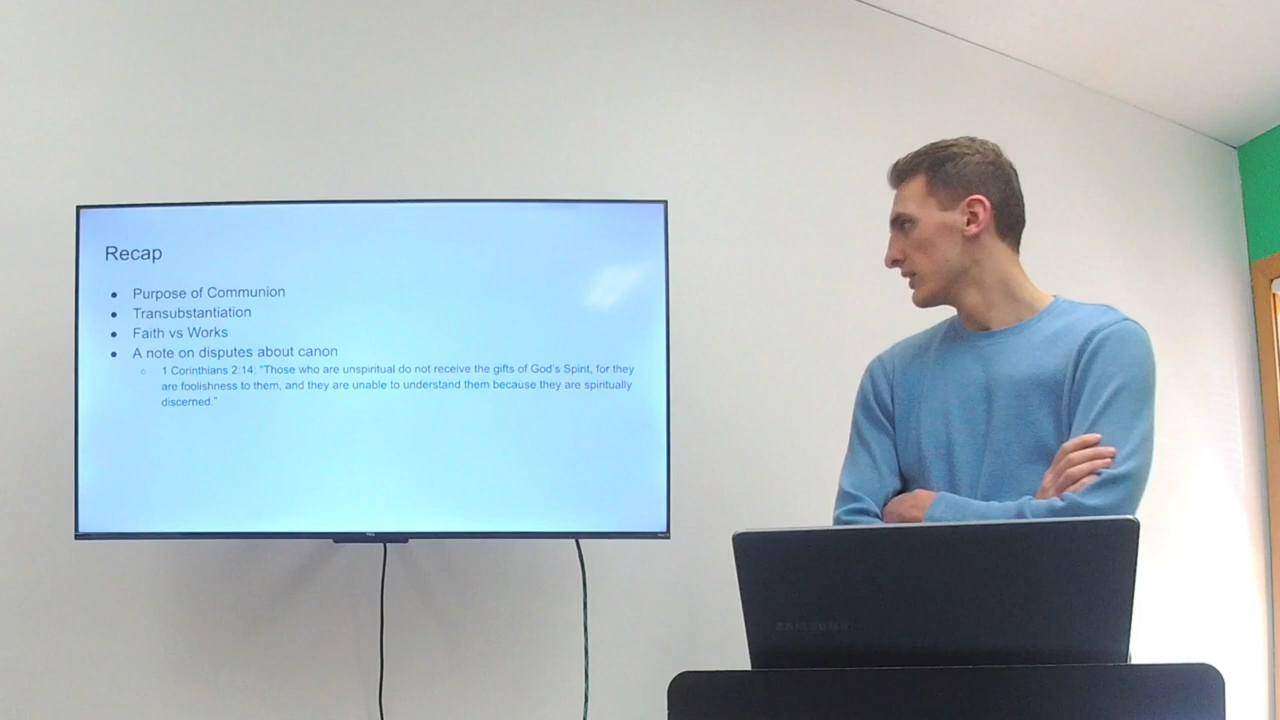 Recap
● Purpose of Communion
● Transubstantiation
● Faith vs Works
● A note on disputes about canon
○ 1 Corinthians 2:14: “Those who are unspiritual do not receive the gifts of God’s Spirit, for they
are foolishness to them, and they are unable to understand them because they are spiritually
discerned.”
TCL
SAMSUNG